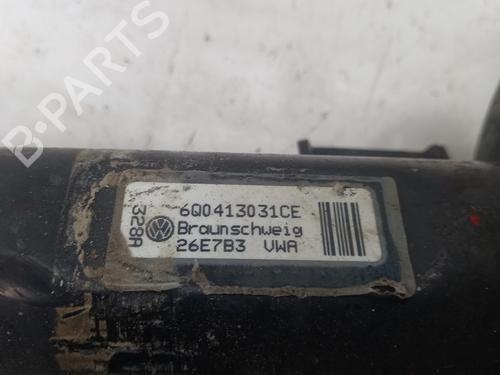 328A
6Q0413031CE
Braunschweig
26E7B3 VWA
B-PARTS